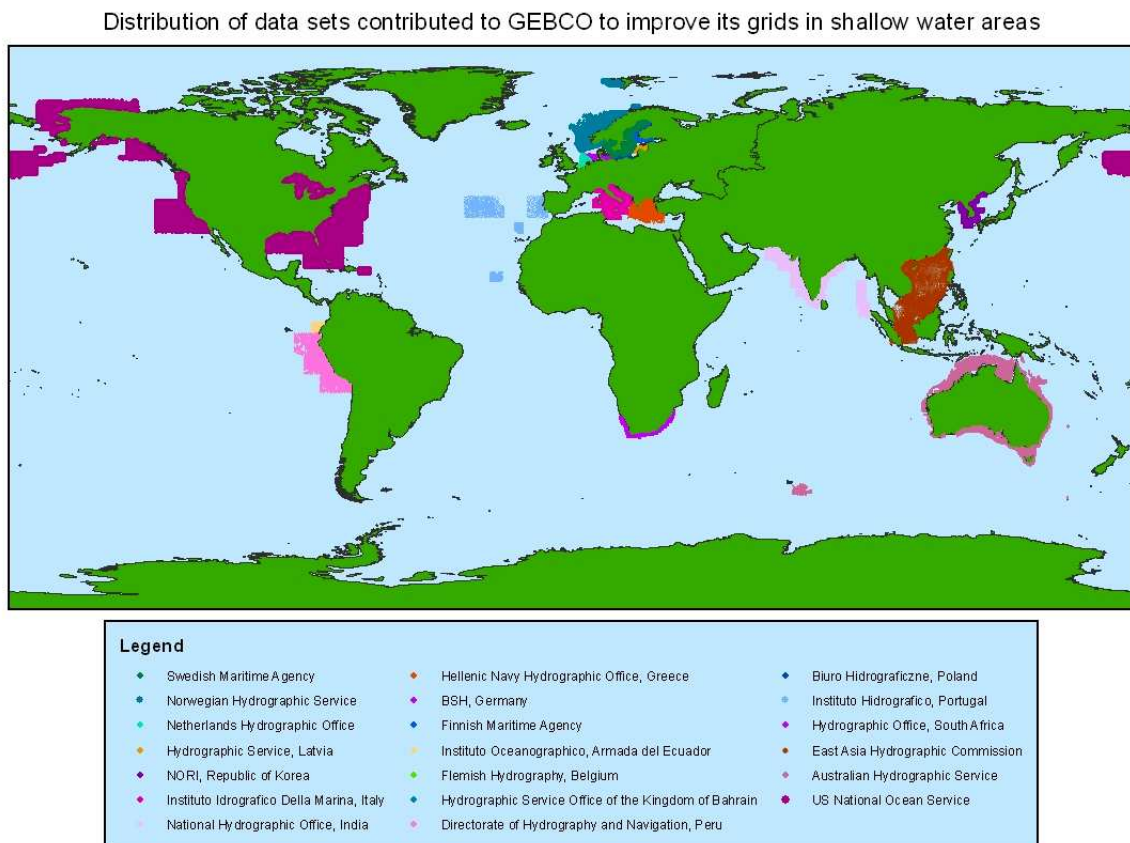 Distribution of data sets contributed to GEBCO to improve its grids in shallow water areas
Legend
Swedish Maritime Agency
Norwegian Hydrographic Service
Netherlands Hydrographic Office
Hydrographic Service, Latvia
NORI, Republic of Korea
Instituto Idrografico Della Marina, Italy
National Hydrographic Office, India
Hellenic Navy Hydrographic Office, Greece
BSH, Germany
Finnish Maritime Agency
Instituto Oceanographico, Armada del Ecuador
Flemish Hydrography, Belgium
Hydrographic Service Office of the Kingdom of Bahrain
Directorate of Hydrography and Navigation, Peru
Biuro Hidrograficzne, Poland
Instituto Hidrografico, Portugal
Hydrographic Office, South Africa
East Asia Hydrographic Commission
Australian Hydrographic Service
US National Ocean Service